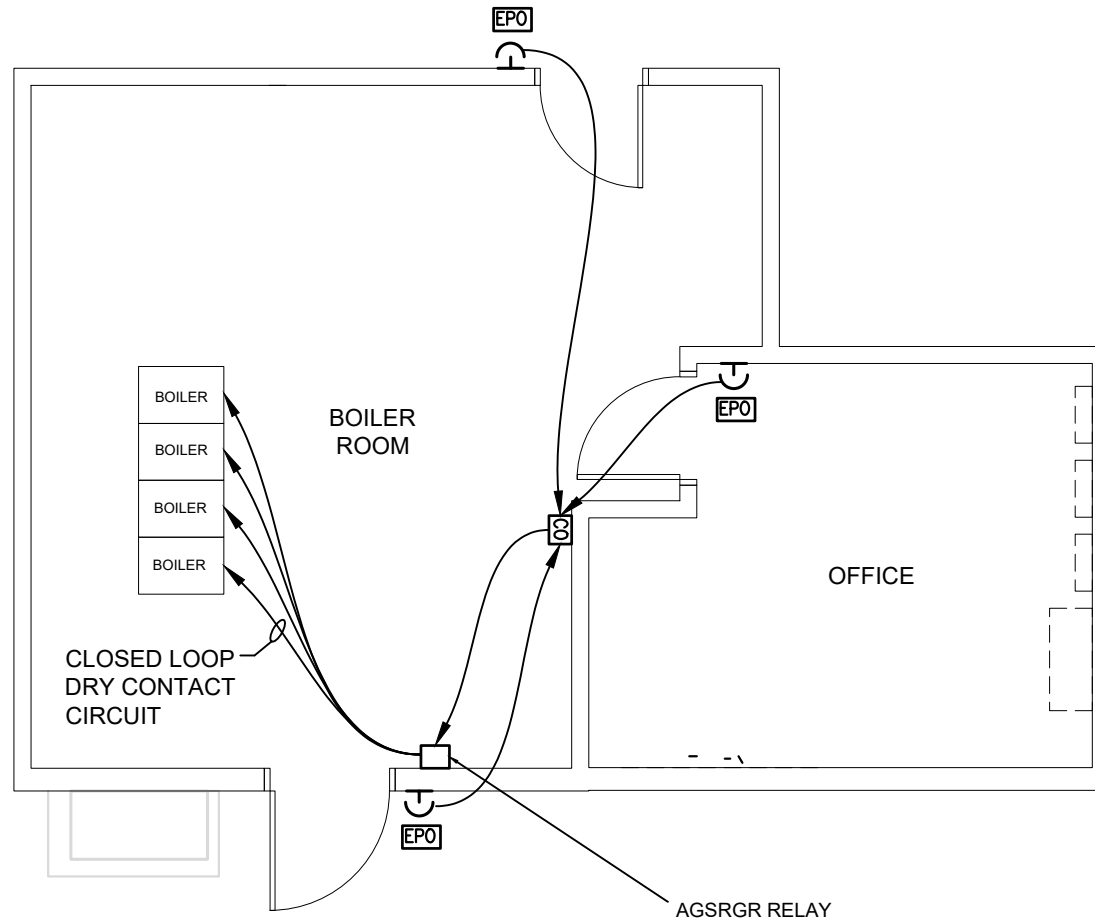 EPO
BOILER
BOILER
BOILER
BOILER
BOILER
ROOM
EPO
CO
OFFICE
CLOSED LOOP
DRY CONTACT
CIRCUIT
EPO
AGSRGR RELAY